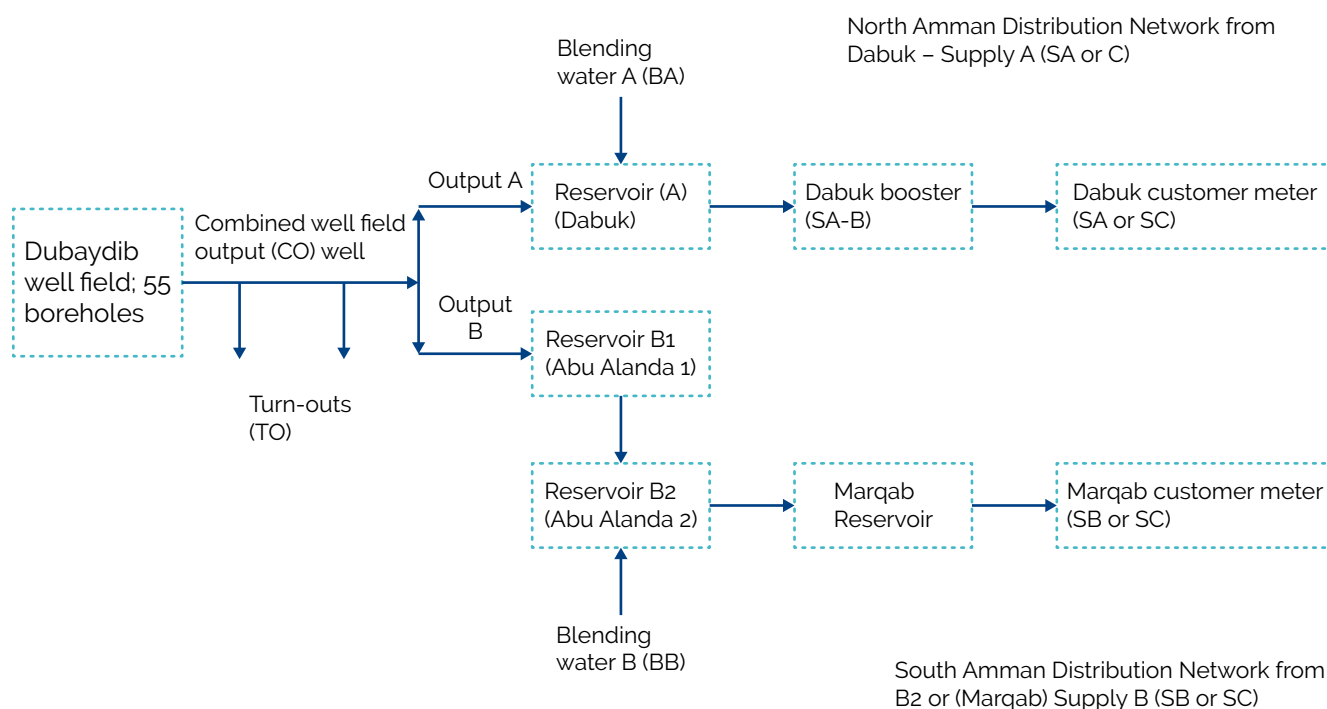 North Amman Distribution Network from
Dabuk – Supply A (SA or C)
Blending
water A (BA)
Output A
Reservoir (A)
(Dabuk)
Dabuk booster
(SA-B)
Dabuk customer meter
(SA or SC)
Combined well field
output (CO) well
Dubaydib
well field; 55
boreholes
Output
B
Reservoir B1
(Abu Alanda 1)
Turn-outs
(TO)
Reservoir B2
(Abu Alanda 2)
Marqab
Reservoir
Marqab customer meter
(SB or SC)
Blending
water B (BB)
South Amman Distribution Network from
B2 or (Marqab) Supply B (SB or SC)